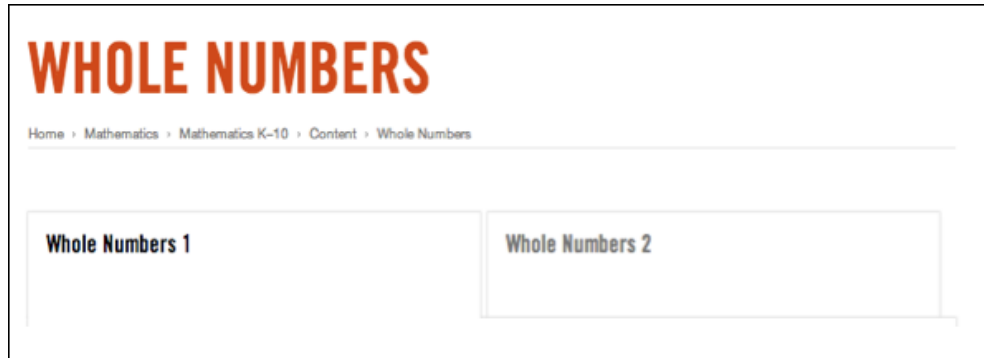 WHOLE NUMBERS
Home › Mathematics › Mathematics K–10 › Content › Whole Numbers
Whole Numbers 1
Whole Numbers 2